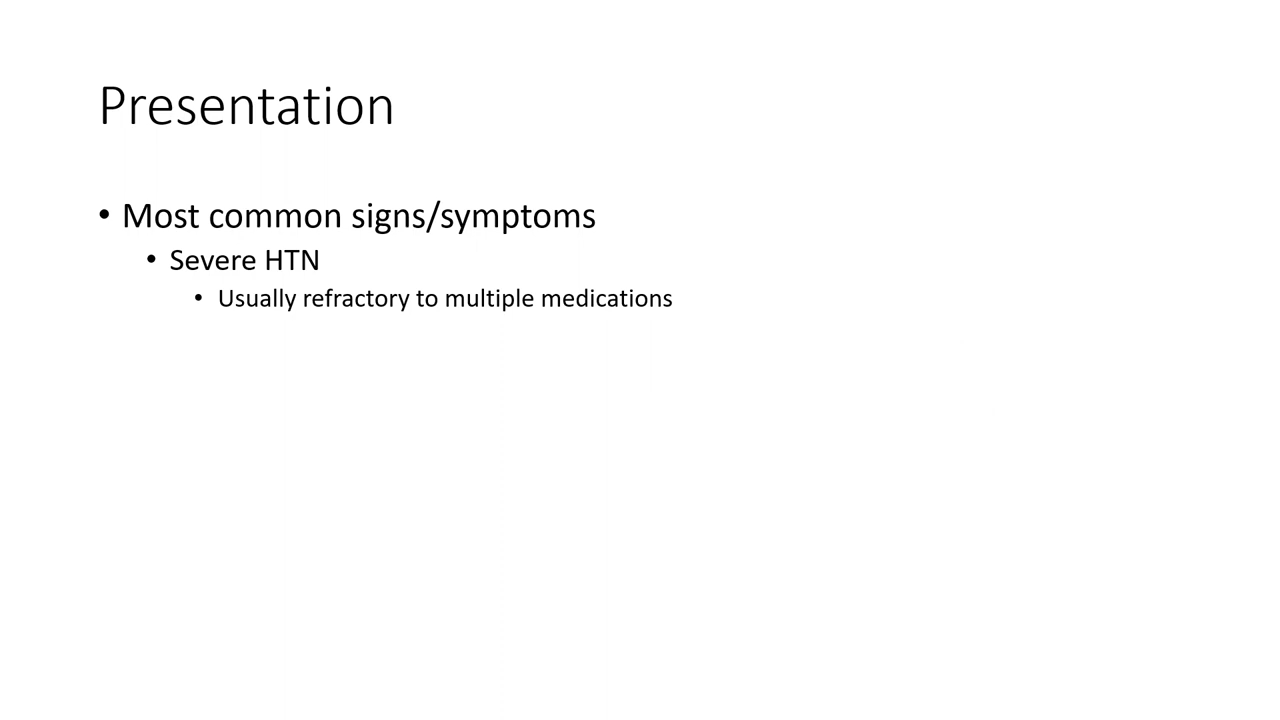 Presentation
• Most common signs/symptoms
• Severe HTN
• Usually refractory to multiple medications